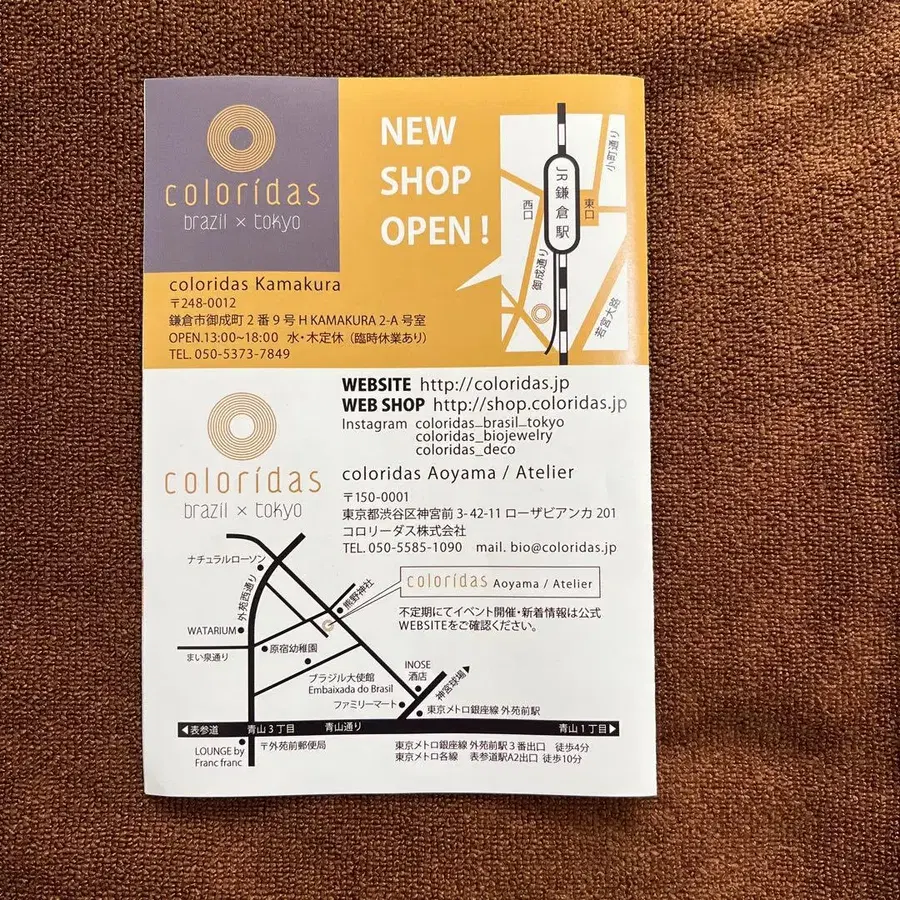 coloridas
brazil × tokyo
NEW
SHOP
OPEN !
小町通り
JR鎌倉駅
西口
東口
御成通り
若宮大路
coloridas Kamakura
〒248-0012
鎌倉市御成町 2 番 9 号 H KAMAKURA 2-A 号室
OPEN.13:00~18:00 水・木定休（臨時休業あり）
TEL. 050-5373-7849
WEBSITE http://coloridas.jp
WEB SHOP http://shop.coloridas.jp
Instagram coloridas_brasil_tokyo
coloridas_biojewelry
coloridas_deco
colorídas
brazil × tokyo
coloridas Aoyama / Atelier
〒150-0001
東京都渋谷区神宮前 3- 42-11 ローザビアンカ 201
コロリーダス株式会社
TEL. 050-5585-1090 mail. bio@coloridas.jp
ナチュラルローソン
外苑西通り
熊野神社
colorídas Aoyama / Atelier
不定期にてイベント開催・新着情報は公式
WEBSITEをご確認ください。
WATARIUM
まい泉通り
原宿幼稚園
ブラジル大使館
Embaixada do Brasil
INOSE
酒店
神宮球場
ファミリーマート
東京メトロ銀座線 外苑前駅
◀表参道 青山 3 丁目 青山通り 青山 1 丁目▶
LOUNGE by
Franc franc
〒外苑前郵便局
東京メトロ銀座線 外苑前駅 3 番出口 徒歩4分
東京メトロ各線 表参道駅A2出口 徒歩10分